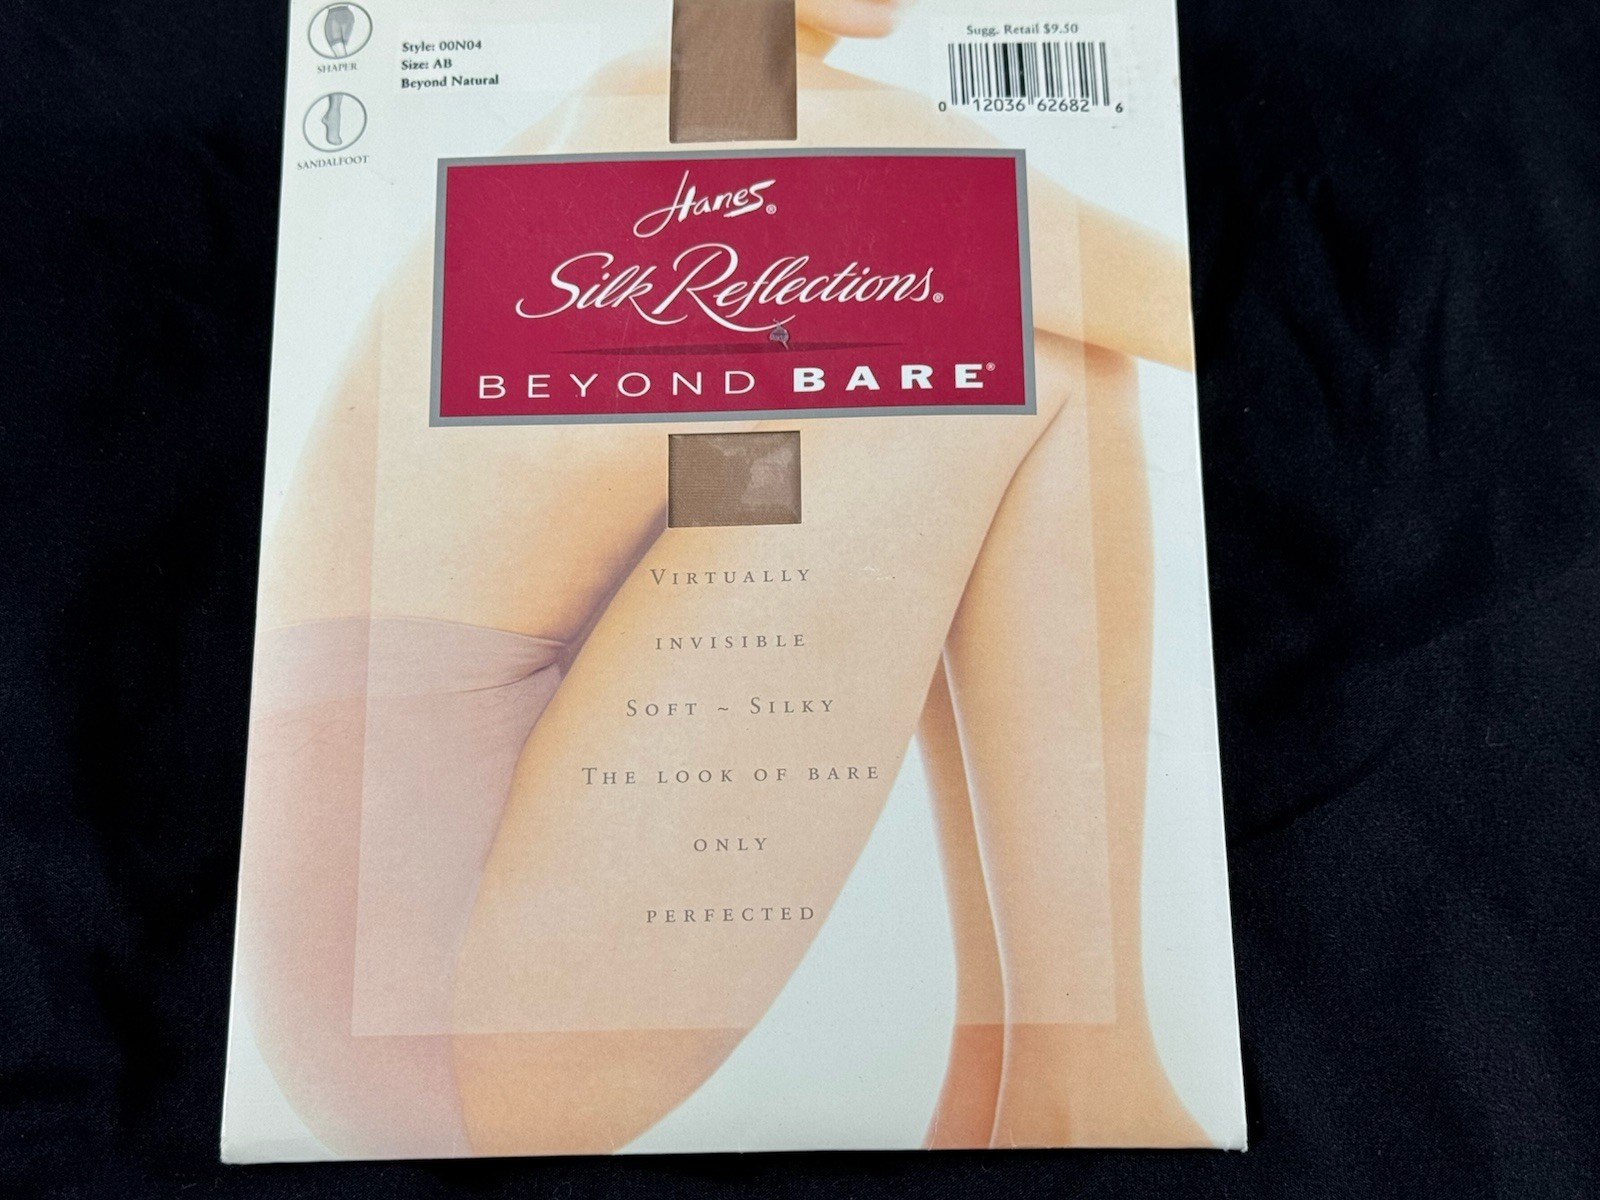 SHAPER
SANDALFOOT
Style: 00N04
Size: AB
Beyond Natural
Sugg. Retail $9.50
0 12036 62682 6
Hanes®
Silk Reflections®
BEYOND BARE®
VIRTUALLY
INVISIBLE
SOFT ~ SILKY
THE LOOK OF BARE
ONLY
PERFECTED